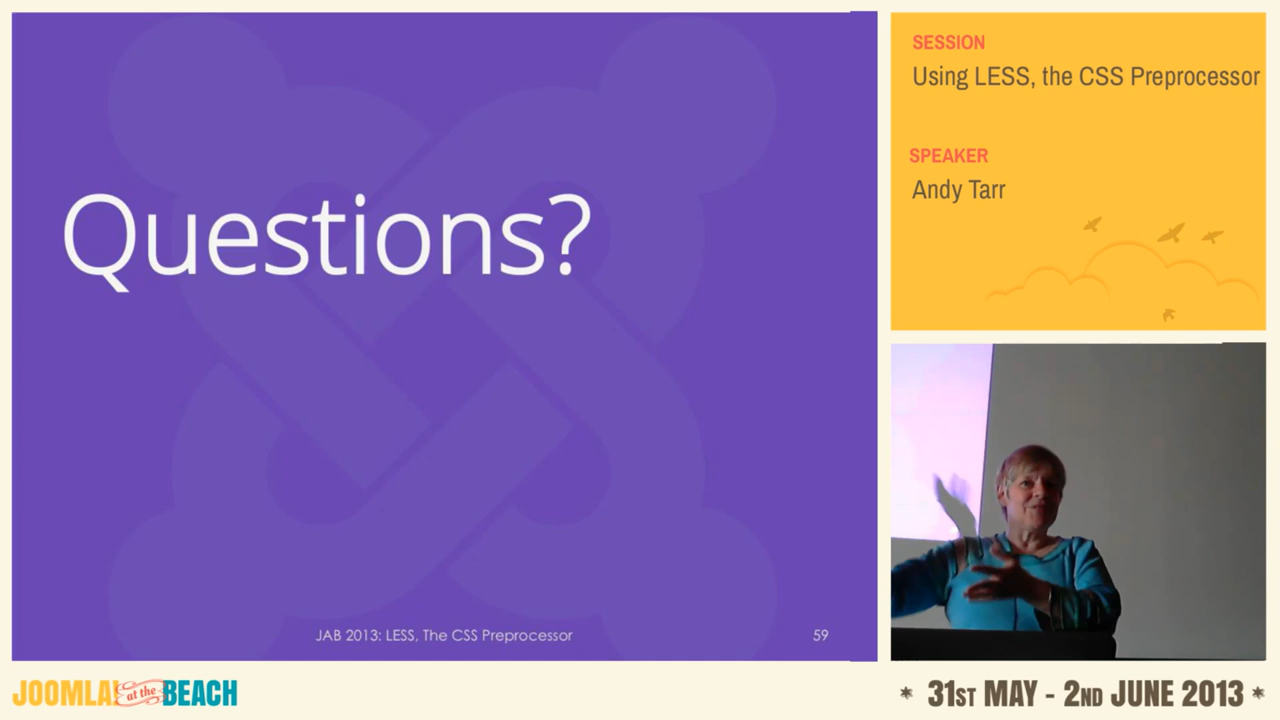 Questions?
JAB 2013: LESS, The CSS Preprocessor
59
SESSION
Using LESS, the CSS Preprocessor
SPEAKER
Andy Tarr
JOOMLA! at the BEACH
* 31ST MAY - 2ND JUNE 2013 *